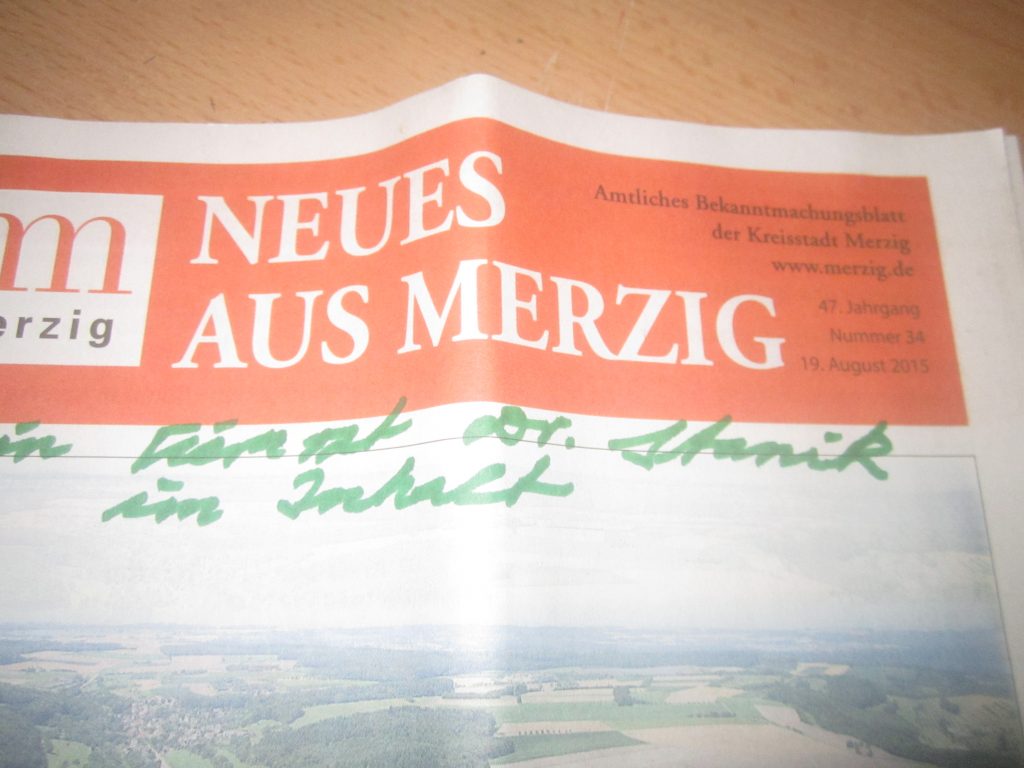 m
erzig
NEUES
AUS MERZIG
Amtliches Bekanntmachungsblatt
der Kreisstadt Merzig
www.merzig.de
47. Jahrgang
Nummer 34
19. August 2015
Dr. Stanik
im Inhalt